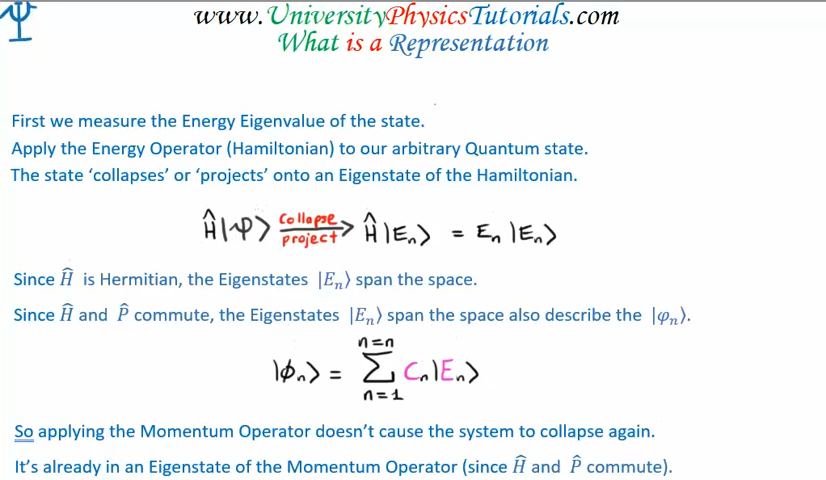 www.UniversityPhysicsTutorials.com
What is a Representation
First we measure the Energy Eigenvalue of the state.
Apply the Energy Operator (Hamiltonian) to our arbitrary Quantum state.
The state ‘collapses’ or ‘projects’ onto an Eigenstate of the Hamiltonian.
Ĥ|Ψ⟩ collapse project → Ĥ|Eₙ⟩ = Eₙ|Eₙ⟩
Since Ĥ is Hermitian, the Eigenstates |Eₙ⟩ span the space.
Since Ĥ and P̂ commute, the Eigenstates |Eₙ⟩ span the space also describe the |φₙ⟩.
n=n
|ϕₙ⟩ = Σ Cₙ|Eₙ⟩
n=1
So applying the Momentum Operator doesn’t cause the system to collapse again.
It’s already in an Eigenstate of the Momentum Operator (since Ĥ and P̂ commute).